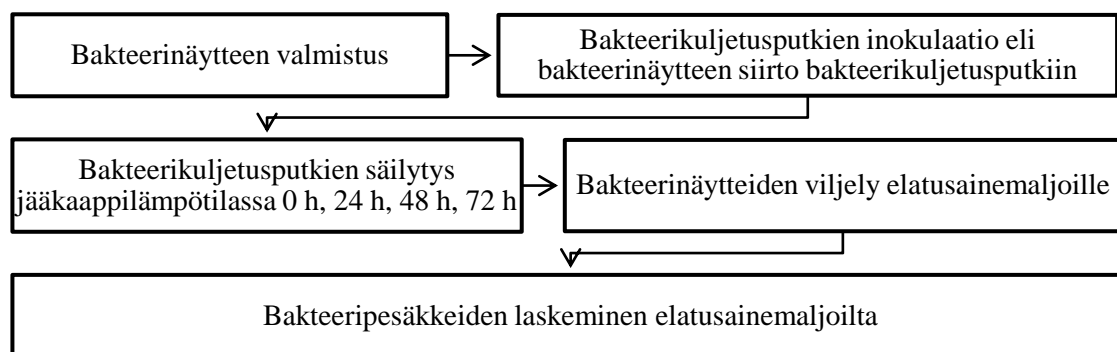 Bakteerinäytteen valmistus
Bakteerikuljetusputkien inokulaatio eli
bakteerinäytteen siirto bakteerikuljetusputkiin
Bakteerikuljetusputkien säilytys
jääkaappilämpötilassa 0 h, 24 h, 48 h, 72 h
Bakteerinäytteiden viljely elatusainemaljoille
Bakteeripesäkkeiden laskeminen elatusainemaljoilta